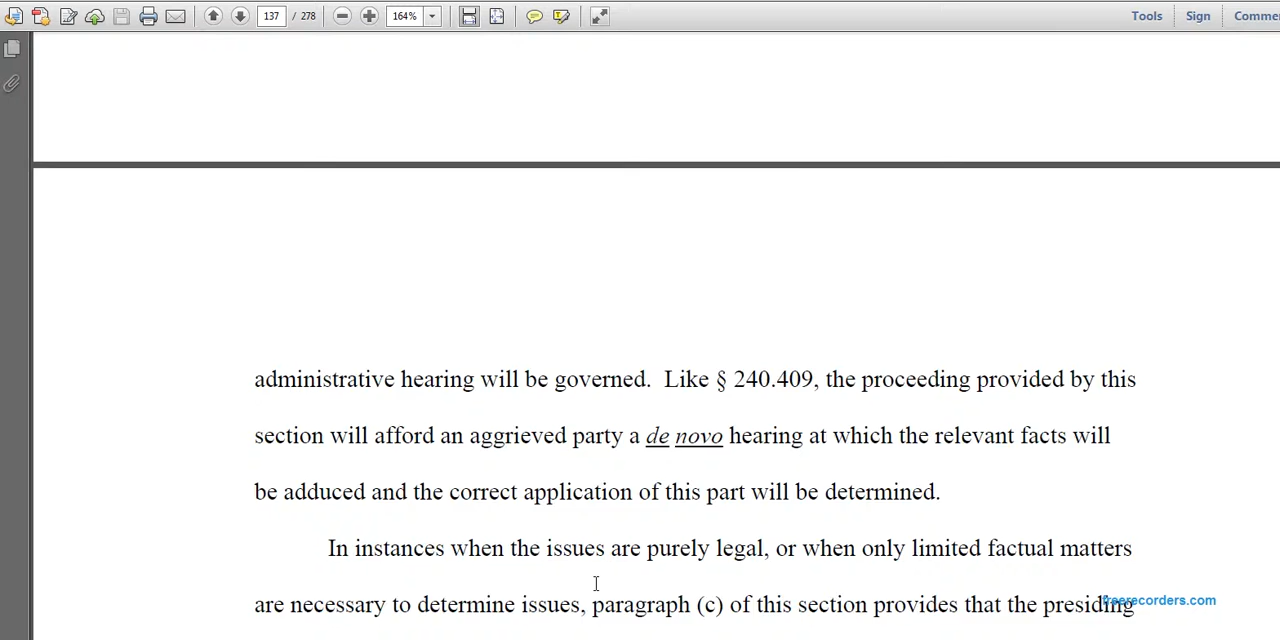 137 / 278 164% Tools Sign Comme
administrative hearing will be governed. Like § 240.409, the proceeding provided by this
section will afford an aggrieved party a de novo hearing at which the relevant facts will
be adduced and the correct application of this part will be determined.
In instances when the issues are purely legal, or when only limited factual matters
are necessary to determine issues, paragraph (c) of this section provides that the presiding
freerecorders.com